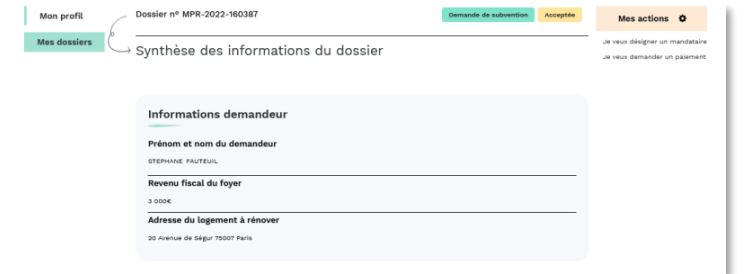 Mon profil
Mes dossiers
Dossier nº MPR-2022-160387
Demande de subvention
Acceptée
Synthèse des informations du dossier
Mes actions
Je veux désigner un mandataire
Je veux demander un paiement
Informations demandeur
Prénom et nom du demandeur
STEPHANE FAUTEUIL
Revenu fiscal du foyer
3 000€
Adresse du logement à rénover
20 Avenue de Ségur 75007 Paris